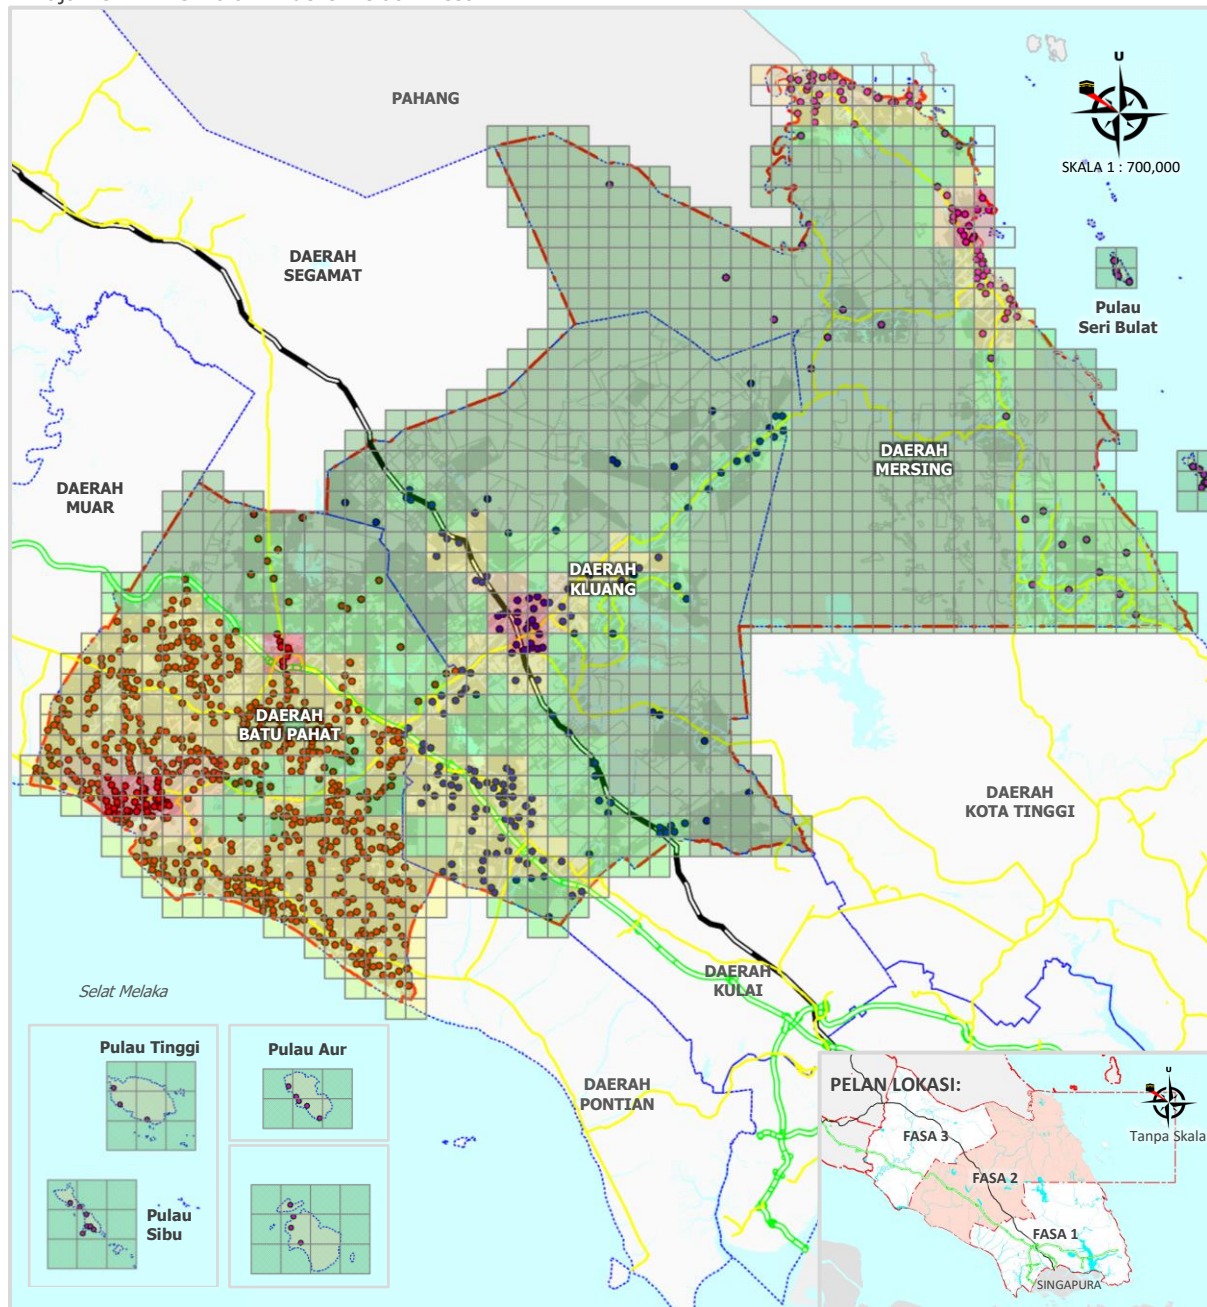 PAHANG
U
SKALA 1 : 700,000
DAERAH
SEGAMAT
Pulau
Seri Bulat
DAERAH
MERSING
DAERAH
MUAR
DAERAH
KLUANG
DAERAH
BATU PAHAT
DAERAH
KOTA TINGGI
DAERAH
KULAI
Selat Melaka
DAERAH
PONTIAN
Pulau Tinggi
Pulau Aur
Pulau
Sibu
PELAN LOKASI:
U
Tanpa Skala
FASA 3
FASA 2
FASA 1
SINGAPURA